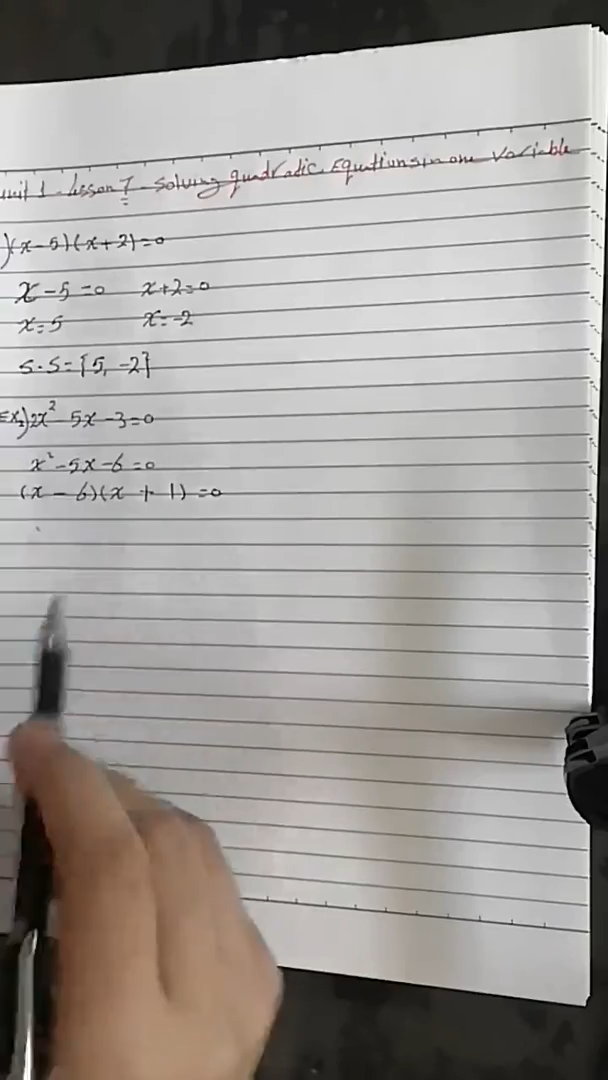 unit 1 - Lesson 7 - Solving quadradic Equations in one variable
)(x-5)(x+2)=0
x-5=0 x+2=0
x=5 x=-2
S.S={5, -2}
Ex2) 2x²-5x-3=0
x²-5x-6=0
(x-6)(x+1)=0